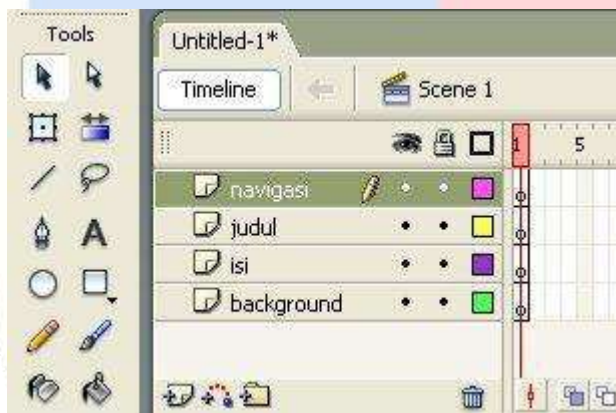 Tools
Untitled-1*
Timeline
Scene 1
1 5
navigasi
judul
isi
background
A